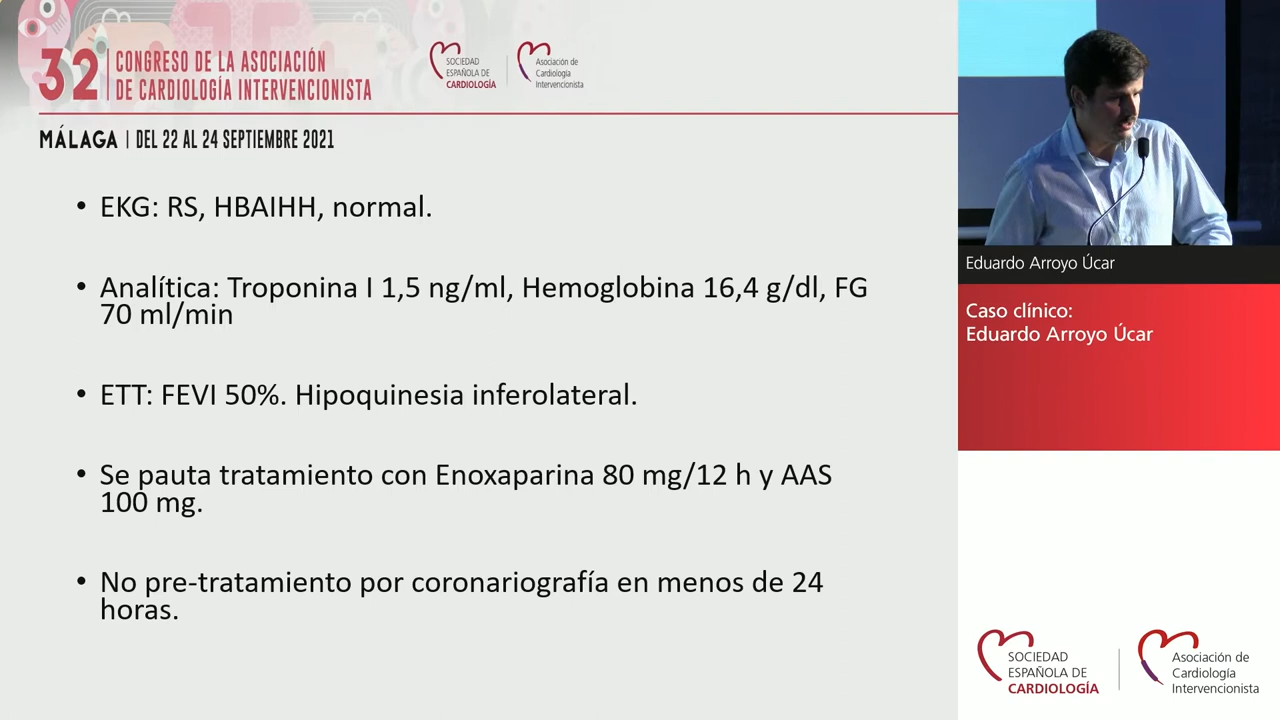 32
CONGRESO DE LA ASOCIACIÓN
DE CARDIOLOGÍA INTERVENCIONISTA
SOCIEDAD
ESPAÑOLA DE
CARDIOLOGÍA
Asociación de
Cardiología
Intervencionista
MÁLAGA | DEL 22 AL 24 SEPTIEMBRE 2021
• EKG: RS, HBAIHH, normal.
• Analítica: Troponina I 1,5 ng/ml, Hemoglobina 16,4 g/dl, FG
70 ml/min
• ETT: FEVI 50%. Hipoquinesia inferolateral.
• Se pauta tratamiento con Enoxaparina 80 mg/12 h y AAS
100 mg.
• No pre-tratamiento por coronariografía en menos de 24
horas.
Eduardo Arroyo Úcar
Caso clínico:
Eduardo Arroyo Úcar
SOCIEDAD
ESPAÑOLA DE
CARDIOLOGÍA
Asociación de
Cardiología
Intervencionista